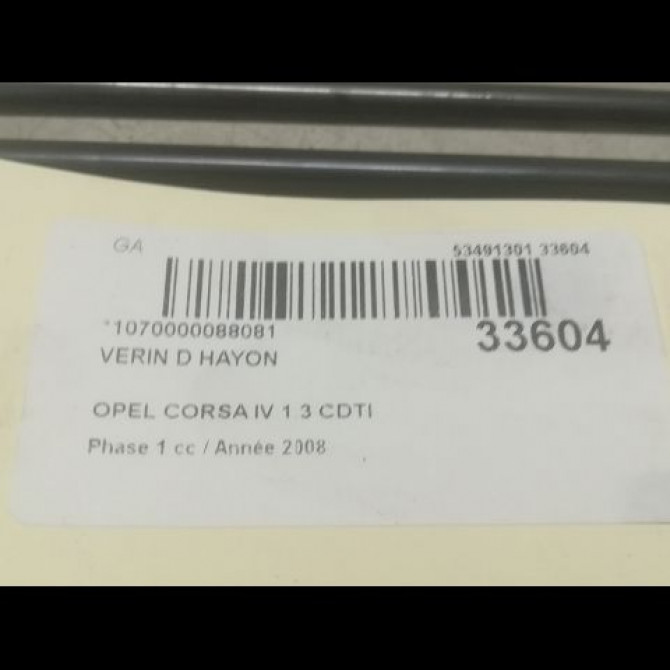 GA 53491301 33604
*1070000088081 33604
VERIN D HAYON
OPEL CORSA IV 1 3 CDTI
Phase 1 cc / Année 2008